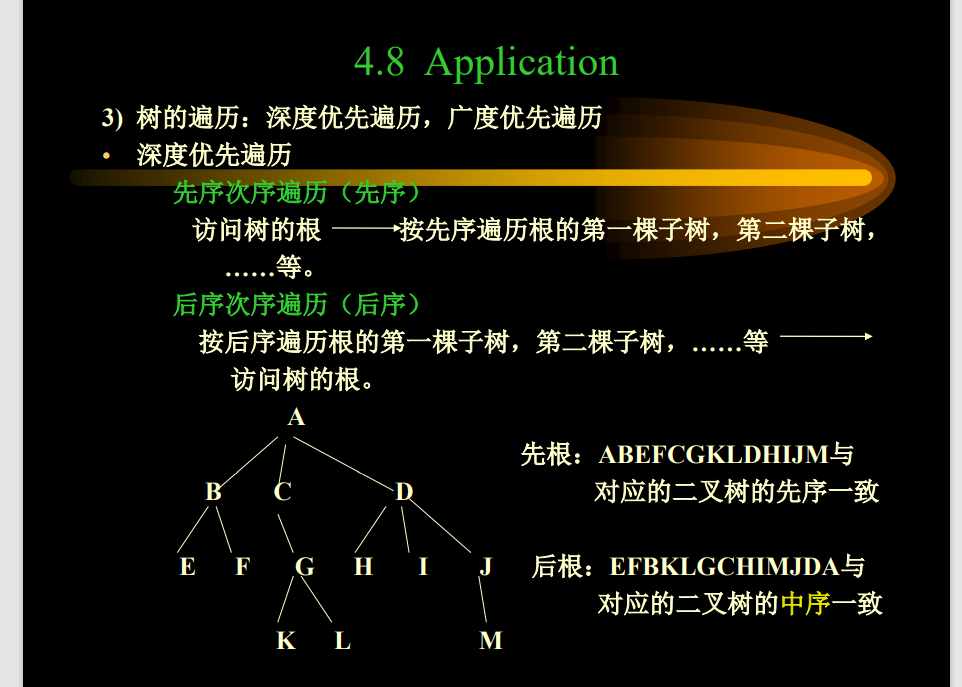 4.8 Application
3) 树的遍历：深度优先遍历，广度优先遍历
• 深度优先遍历
先序次序遍历（先序）
访问树的根 按先序遍历根的第一棵子树，第二棵子树，
……等。
后序次序遍历（后序）
按后序遍历根的第一棵子树，第二棵子树，……等
访问树的根。
A
先根：ABEFCGKLDHIJM与
B C D
对应的二叉树的先序一致
E F G H I J
后根：EFBKLGCHIMJDA与
对应的二叉树的中序一致
K L M